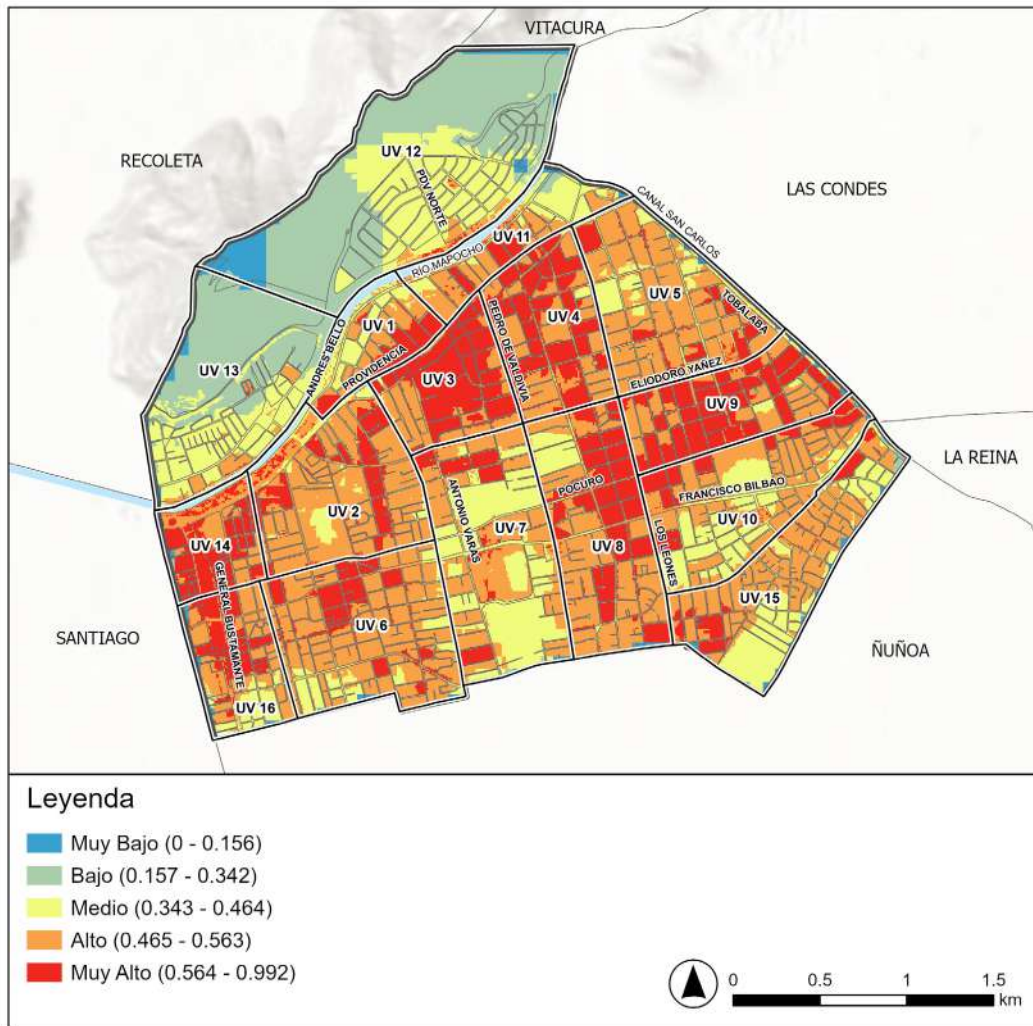 VITACURA
RECOLETA
UV 12
LAS CONDES
PDV NORTE
CANAL SAN CARLOS
UV 11
RÍO MAPOCHO
UV 5
TOBALABA
UV 1
PEDRO DE VALDIVIA
UV 4
ANDRES BELLO
PROVIDENCIA
UV 13
UV 3
ELIODORO YAÑEZ
UV 9
LA REINA
POCURO
FRANCISCO BILBAO
UV 2
ANTONIO VARAS
UV 7
UV 10
UV 14
UV 8
LOS LEONES
GENERAL BUSTAMANTE
UV 15
SANTIAGO
UV 6
ÑUÑOA
UV 16
Leyenda
Muy Bajo (0 - 0.156)
Bajo (0.157 - 0.342)
Medio (0.343 - 0.464)
Alto (0.465 - 0.563)
Muy Alto (0.564 - 0.992)
0 0.5 1 1.5
km